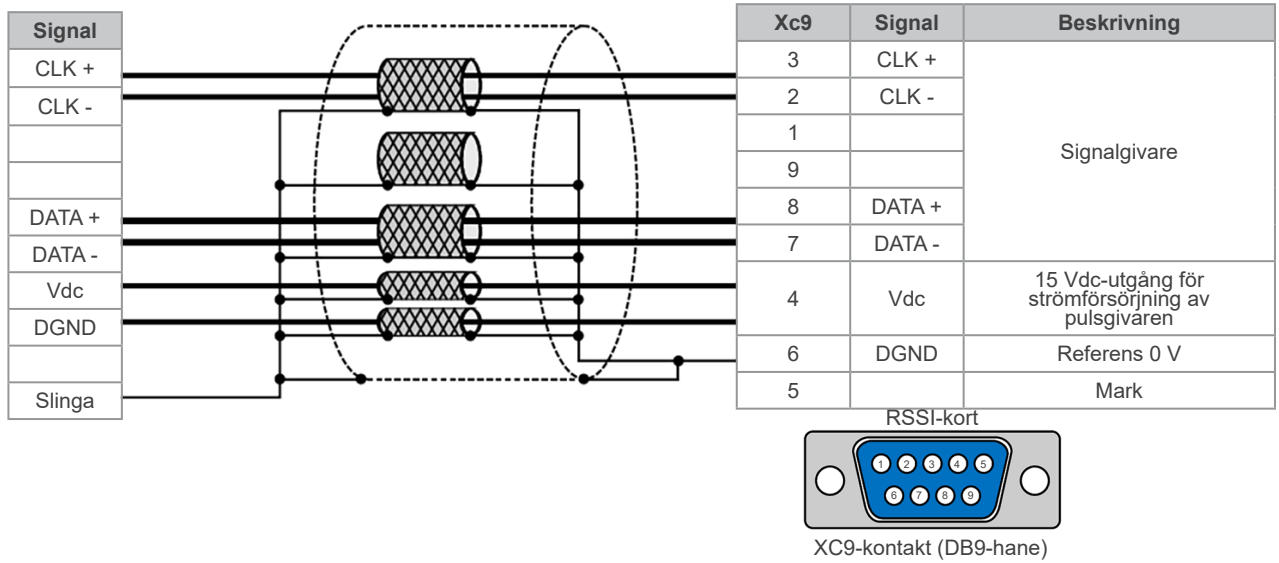 Signal
CLK +
CLK -
DATA +
DATA -
Vdc
DGND
Slinga
Xc9 Signal Beskrivning
3 CLK +
2 CLK -
1
9
Signalgivare
8 DATA +
7 DATA -
4 Vdc 15 Vdc-utgång för
strömförsörjning av
pulsgivaren
6 DGND Referens 0 V
5 Mark
RSSI-kort
1 2 3 4 5
6 7 8 9
XC9-kontakt (DB9-hane)